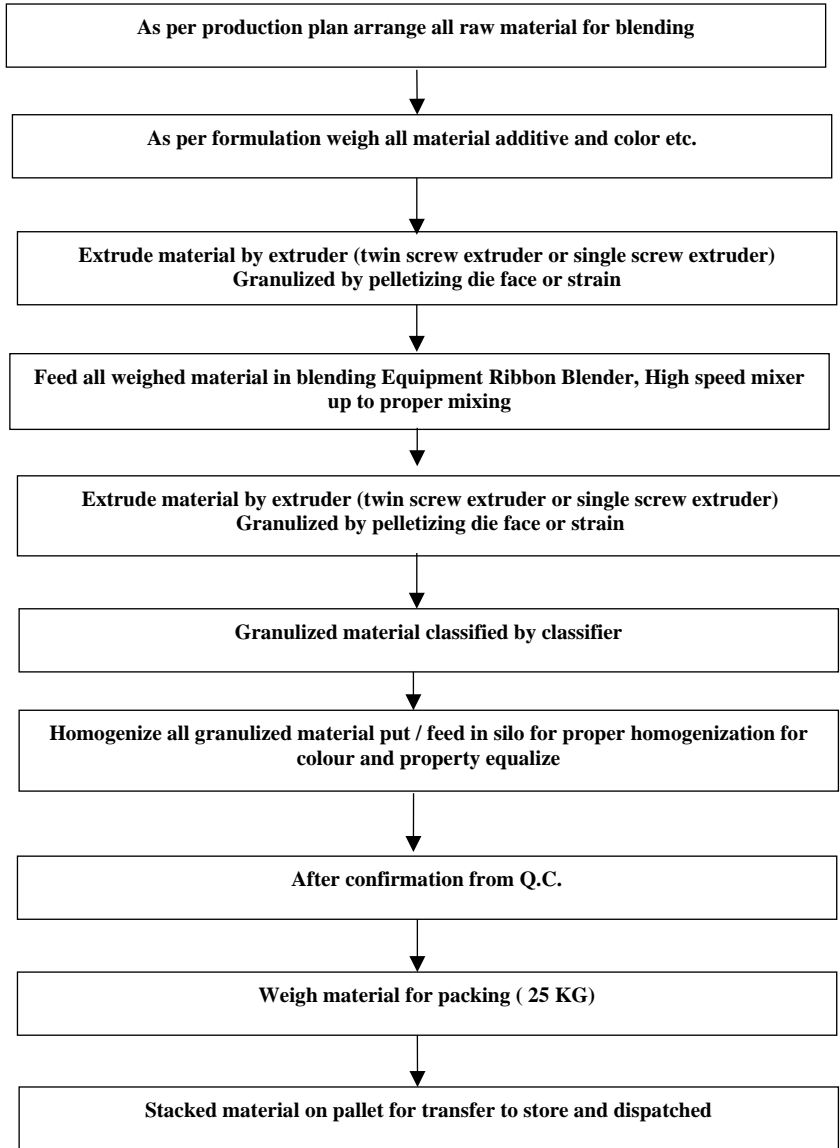 As per production plan arrange all raw material for blending
As per formulation weigh all material additive and color etc.
Extrude material by extruder (twin screw extruder or single screw extruder)
Granulized by pelletizing die face or strain
Feed all weighed material in blending Equipment Ribbon Blender, High speed mixer
up to proper mixing
Extrude material by extruder (twin screw extruder or single screw extruder)
Granulized by pelletizing die face or strain
Granulized material classified by classifier
Homogenize all granulized material put / feed in silo for proper homogenization for
colour and property equalize
After confirmation from Q.C.
Weigh material for packing ( 25 KG)
Stacked material on pallet for transfer to store and dispatched